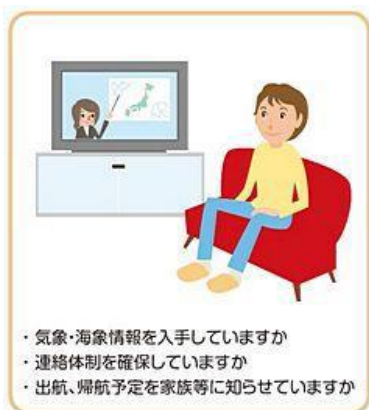 ・気象・海象情報を入手していますか
・連絡体制を確保していますか
・出航、帰航予定を家族等に知らせていますか